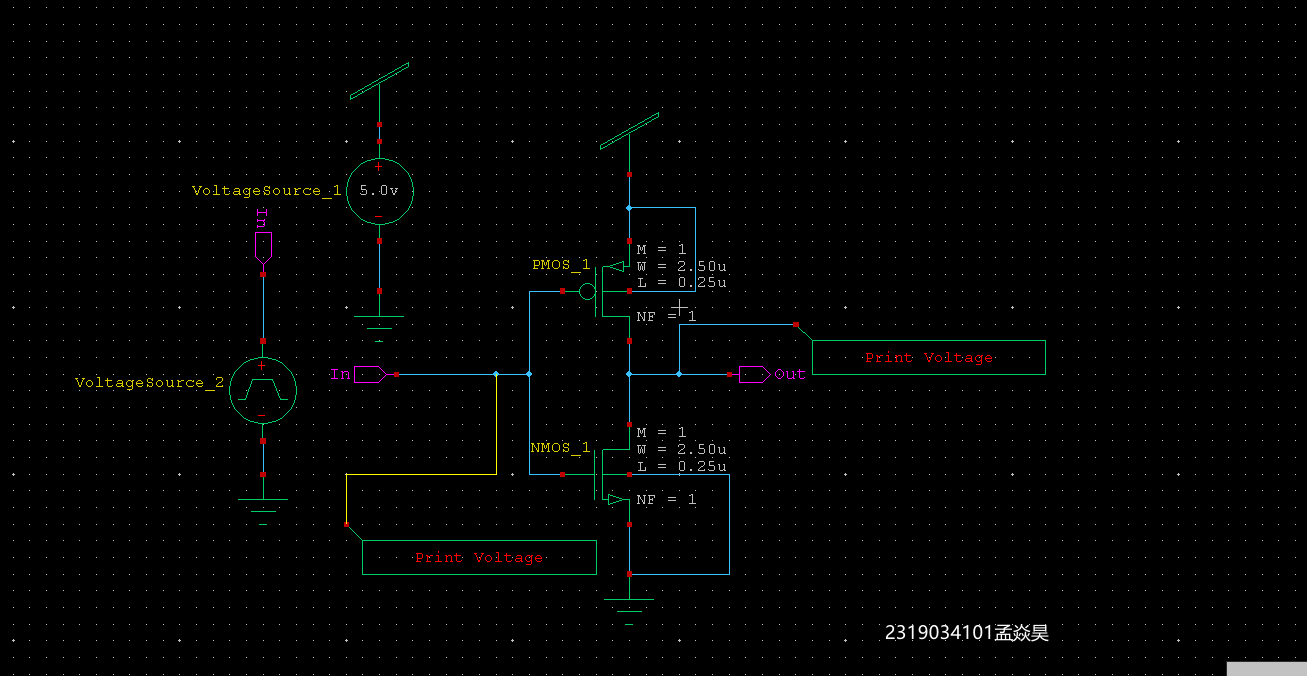 VoltageSource_1
5.0v
In
PMOS_1
M = 1
W = 2.50u
L = 0.25u
NF = 1
Print Voltage
VoltageSource_2
In
Out
NMOS_1
M = 1
W = 2.50u
L = 0.25u
NF = 1
Print Voltage
2319034101孟焱昊